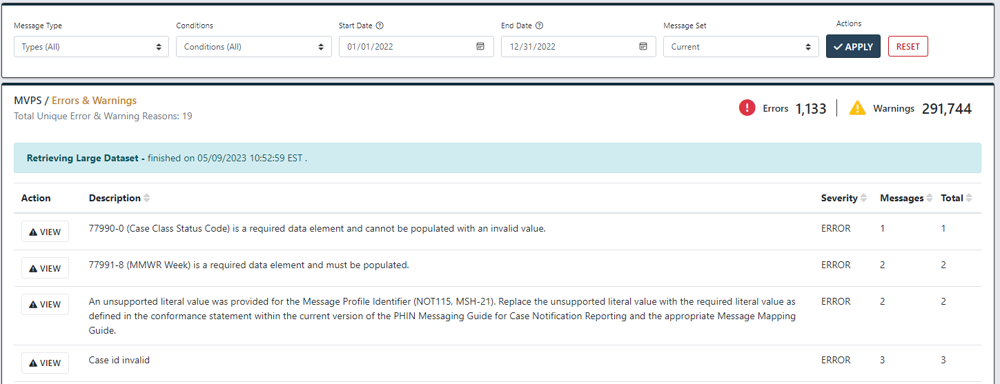 Message Type
Conditions
Start Date
End Date
Message Set
Actions
Types (All)
Conditions (All)
01/01/2022
12/31/2022
Current
APPLY
RESET
MVPS / Errors & Warnings
Total Unique Error & Warning Reasons: 19
Errors 1,133
Warnings 291,744
Retrieving Large Dataset - finished on 05/09/2023 10:52:59 EST .
Action Description Severity Messages Total
VIEW 77990-0 (Case Class Status Code) is a required data element and cannot be populated with an invalid value. ERROR 1 1
VIEW 77991-8 (MMWR Week) is a required data element and must be populated. ERROR 2 2
VIEW An unsupported literal value was provided for the Message Profile Identifier (NOT115, MSH-21). Replace the unsupported literal value with the required literal value as ERROR 2 2
defined in the conformance statement within the current version of the PHIN Messaging Guide for Case Notification Reporting and the appropriate Message Mapping
Guide.
VIEW Case id invalid ERROR 3 3